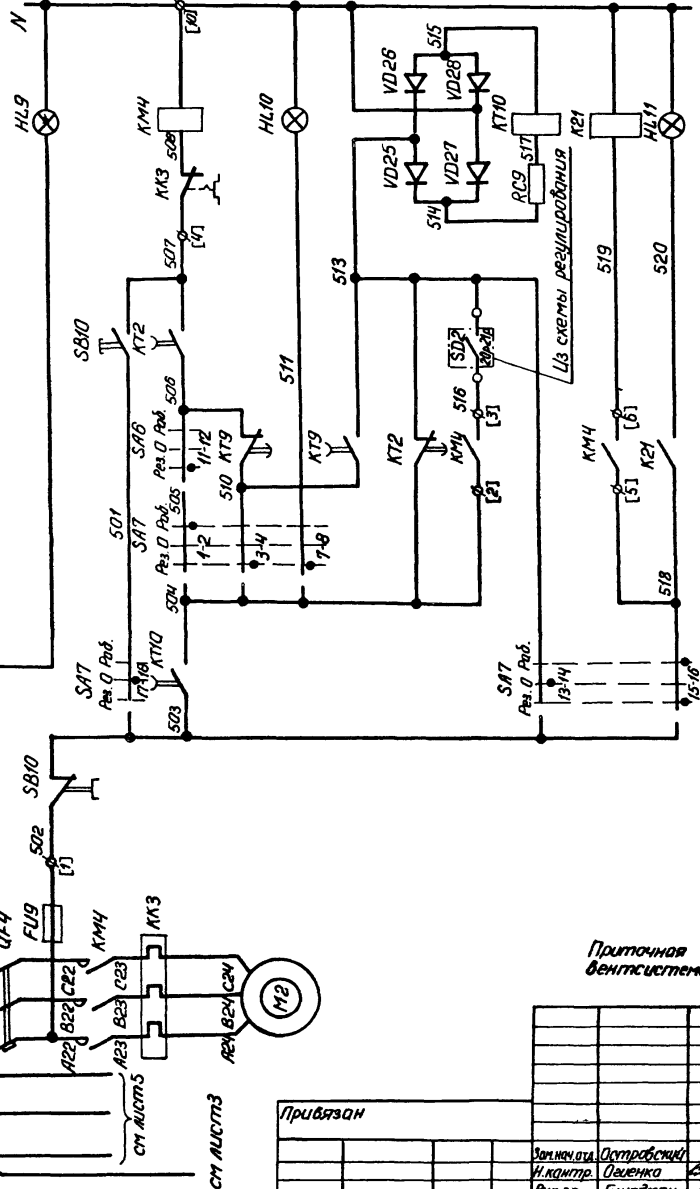 N
[10]
HL9
KM4
HL10
VD26
VD28
515
KT10
K21
HL11
508
517
KK3
VD25
VD27
RC9
514
[4]
507
513
519
520
Из схемы регулирования
SB10
KT2
511
SD2
506
516
[3]
[6]
SA6
Рез. 0 Раб.
11-12
KT9
KT9
KT2
KM4
KM4
K21
510
[2]
[5]
505
501
SA7
Рез. 0 Раб.
1-2
3-4
7-8
504
518
SA7
Рез. 0 Раб.
KT10
SA7
Рез. 0 Раб.
13-14
15-16
503
SB10
502
[1]
QF4
FU9
KM4
KK3
C22
C23
C24
B22
B23
B24
A22
A23
A24
M2
Приточная
вентсистема
см лист5
см лист3
Привязан
Зам.нач.отд. Островский
Н.контр. Огиенко